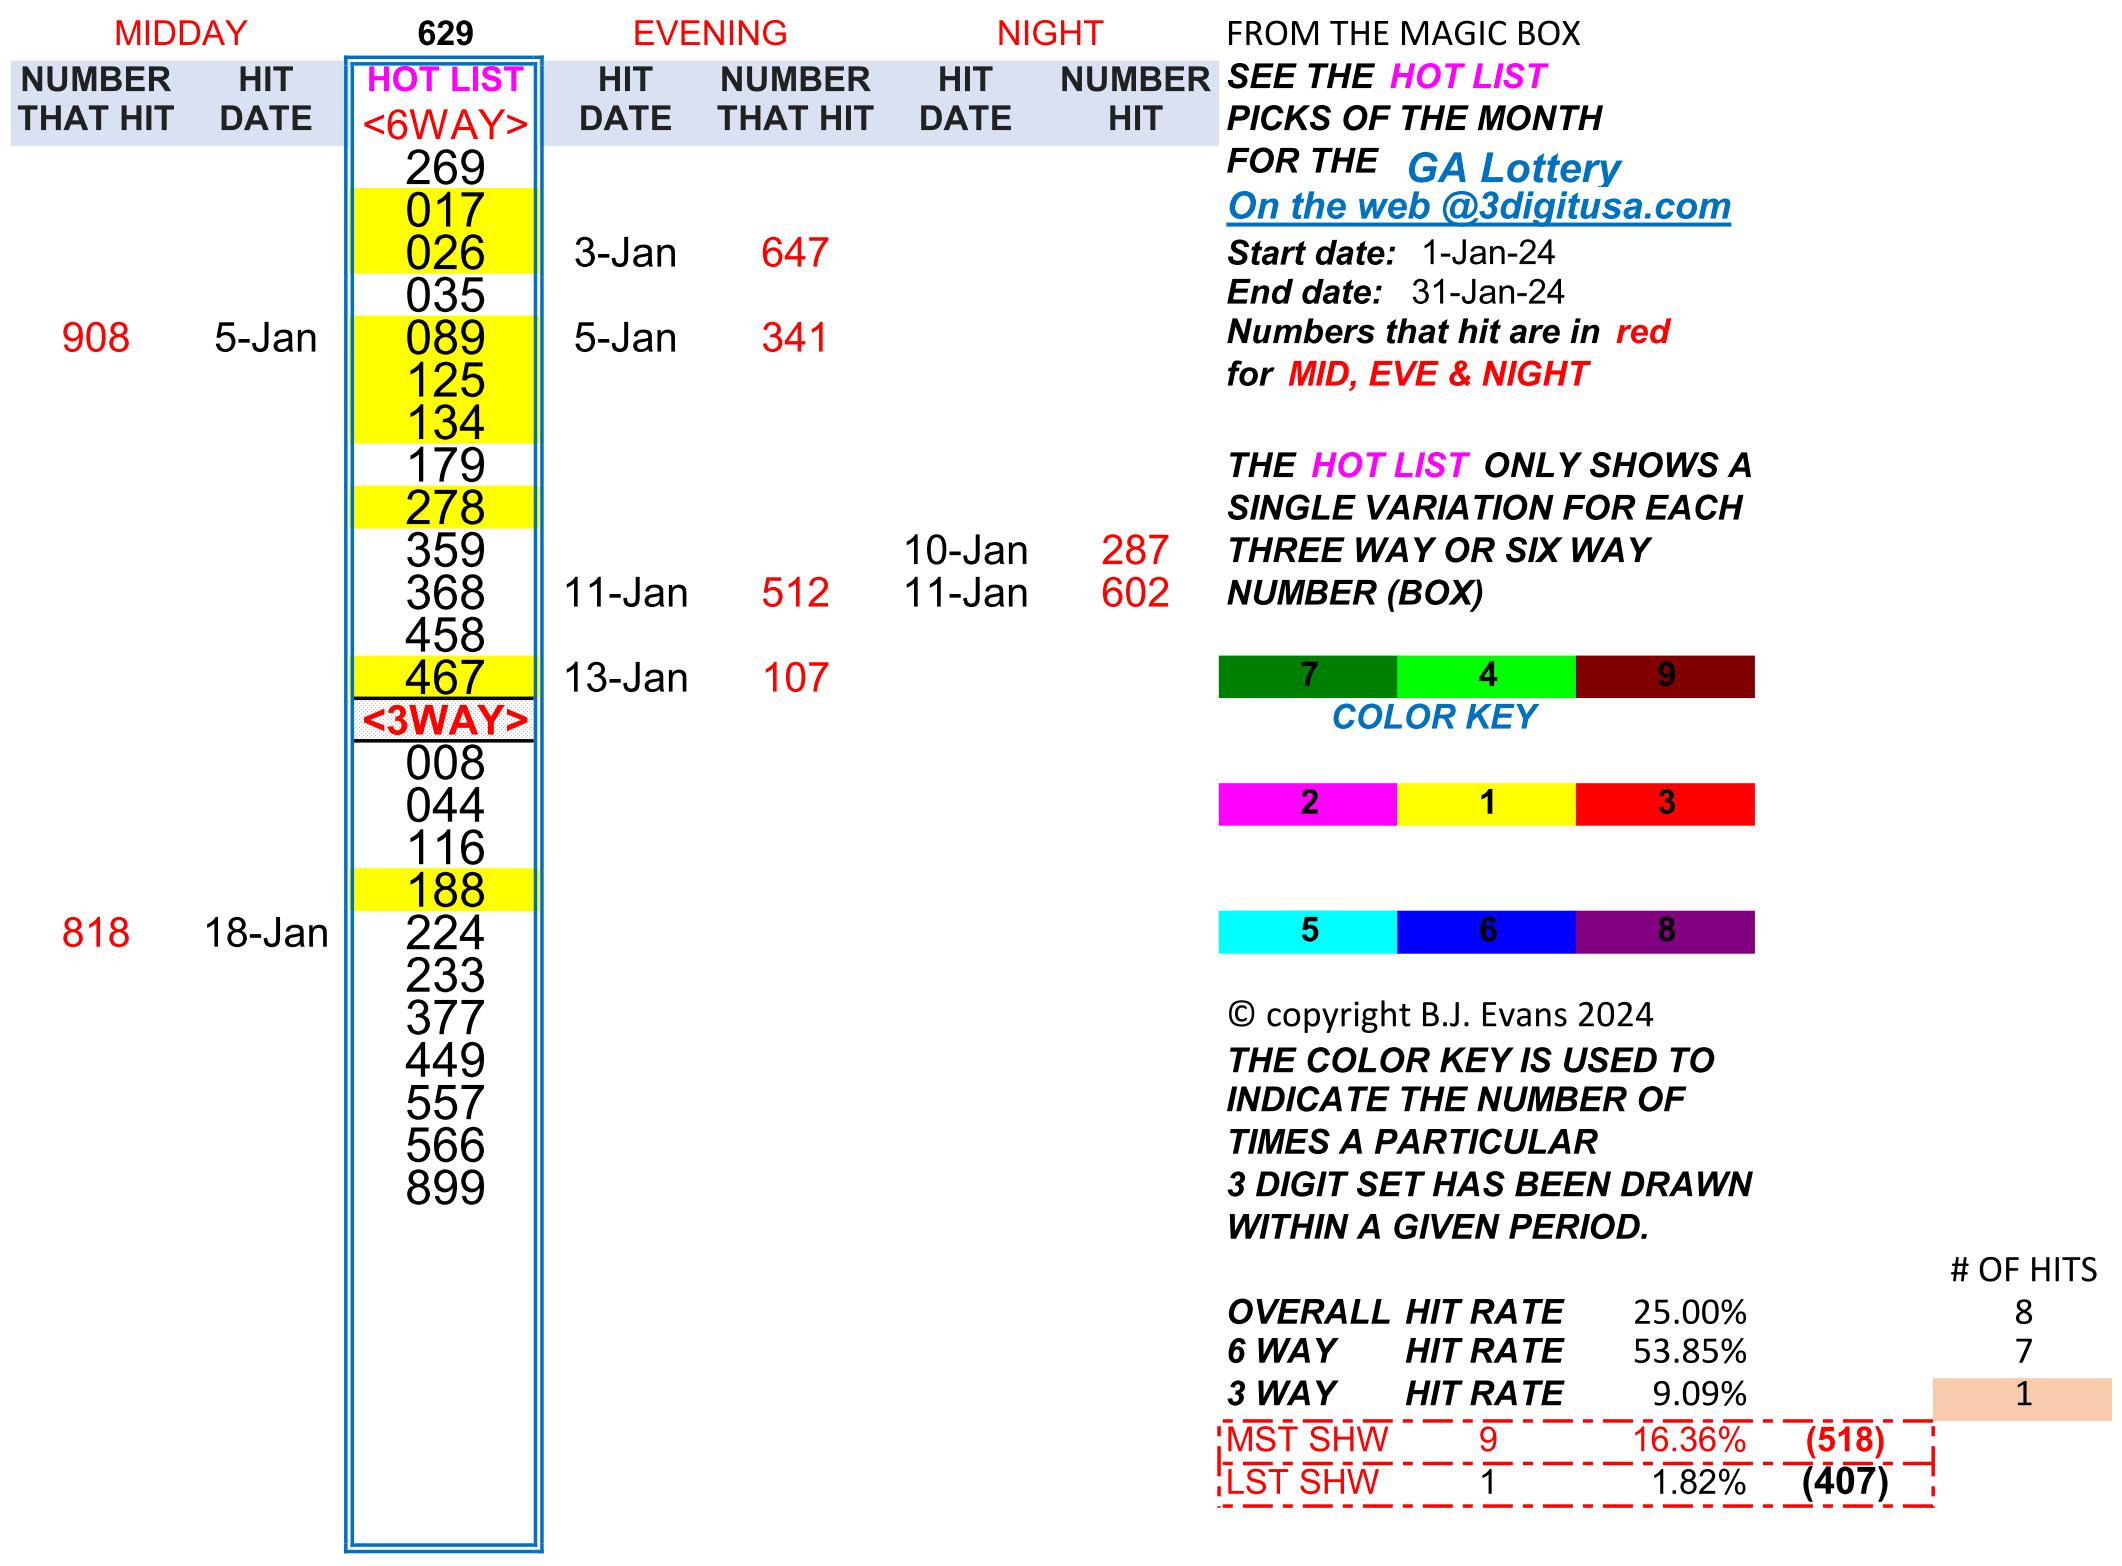 MIDDAY 629 EVENING NIGHT FROM THE MAGIC BOX
NUMBER HIT HOT LIST HIT NUMBER HIT NUMBER SEE THE HOT LIST
THAT HIT DATE <6WAY> DATE THAT HIT DATE HIT PICKS OF THE MONTH
269 FOR THE GA Lottery
017 On the web @3digitusa.com
026 3-Jan 647 Start date: 1-Jan-24
035 End date: 31-Jan-24
908 5-Jan 089 5-Jan 341 Numbers that hit are in red
125 for MID, EVE & NIGHT
134
179 THE HOT LIST ONLY SHOWS A
278 SINGLE VARIATION FOR EACH
359 10-Jan 287 THREE WAY OR SIX WAY
368 11-Jan 512 11-Jan 602 NUMBER (BOX)
458
467 13-Jan 107 7 4 9
<3WAY> COLOR KEY
008
044 2 1 3
116
188
818 18-Jan 224 5 6 8
233
377 © copyright B.J. Evans 2024
449 THE COLOR KEY IS USED TO
557 INDICATE THE NUMBER OF
566 TIMES A PARTICULAR
899 3 DIGIT SET HAS BEEN DRAWN
WITHIN A GIVEN PERIOD.
# OF HITS
OVERALL HIT RATE 25.00% 8
6 WAY HIT RATE 53.85% 7
3 WAY HIT RATE 9.09% 1
MST SHW 9 16.36% (518)
LST SHW 1 1.82% (407)